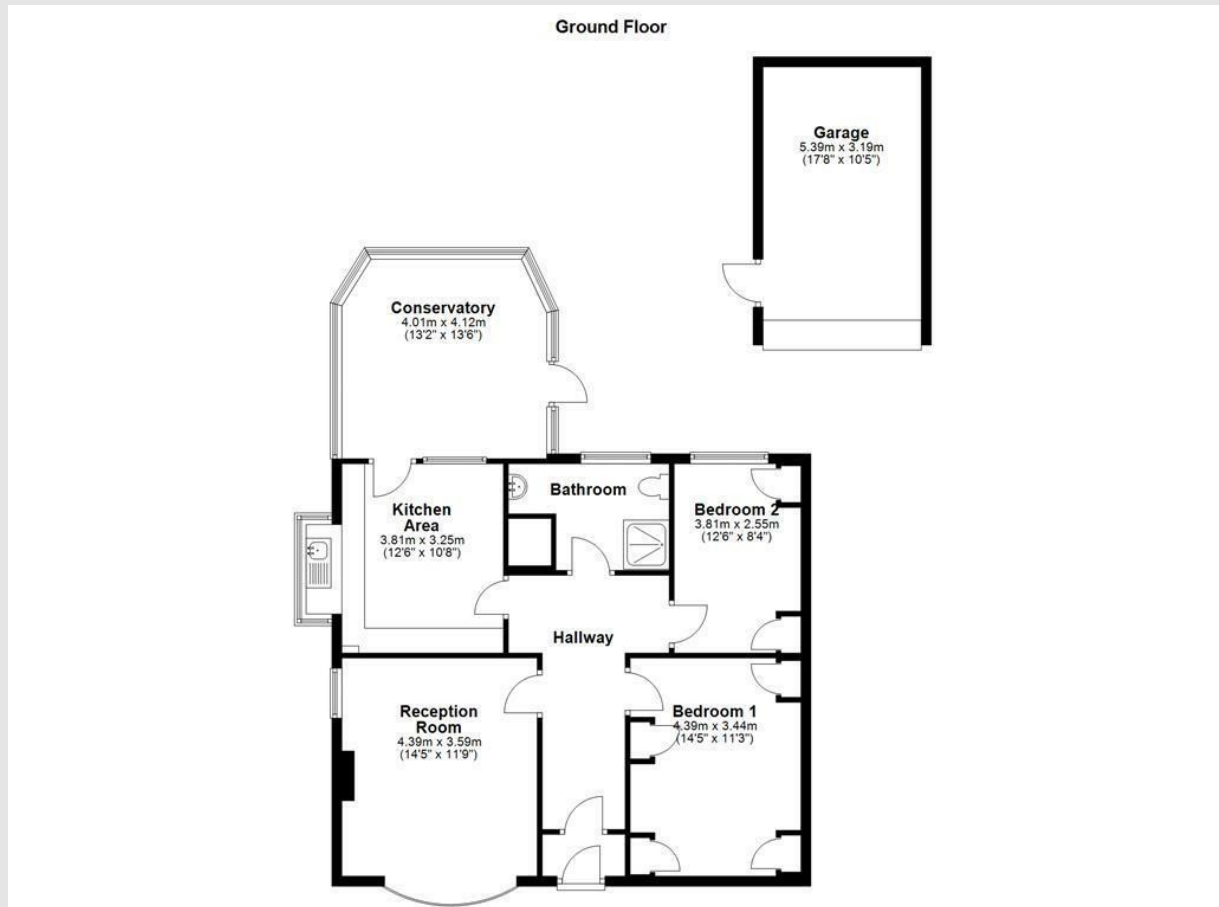 Ground Floor
Garage
5.39m x 3.19m
(17'8" x 10'5")
Conservatory
4.01m x 4.12m
(13'2" x 13'6")
Kitchen
Area
3.81m x 3.25m
(12'6" x 10'8")
Bathroom
Bedroom 2
3.81m x 2.55m
(12'6" x 8'4")
Hallway
Reception
Room
4.39m x 3.59m
(14'5" x 11'9")
Bedroom 1
4.39m x 3.44m
(14'5" x 11'3")